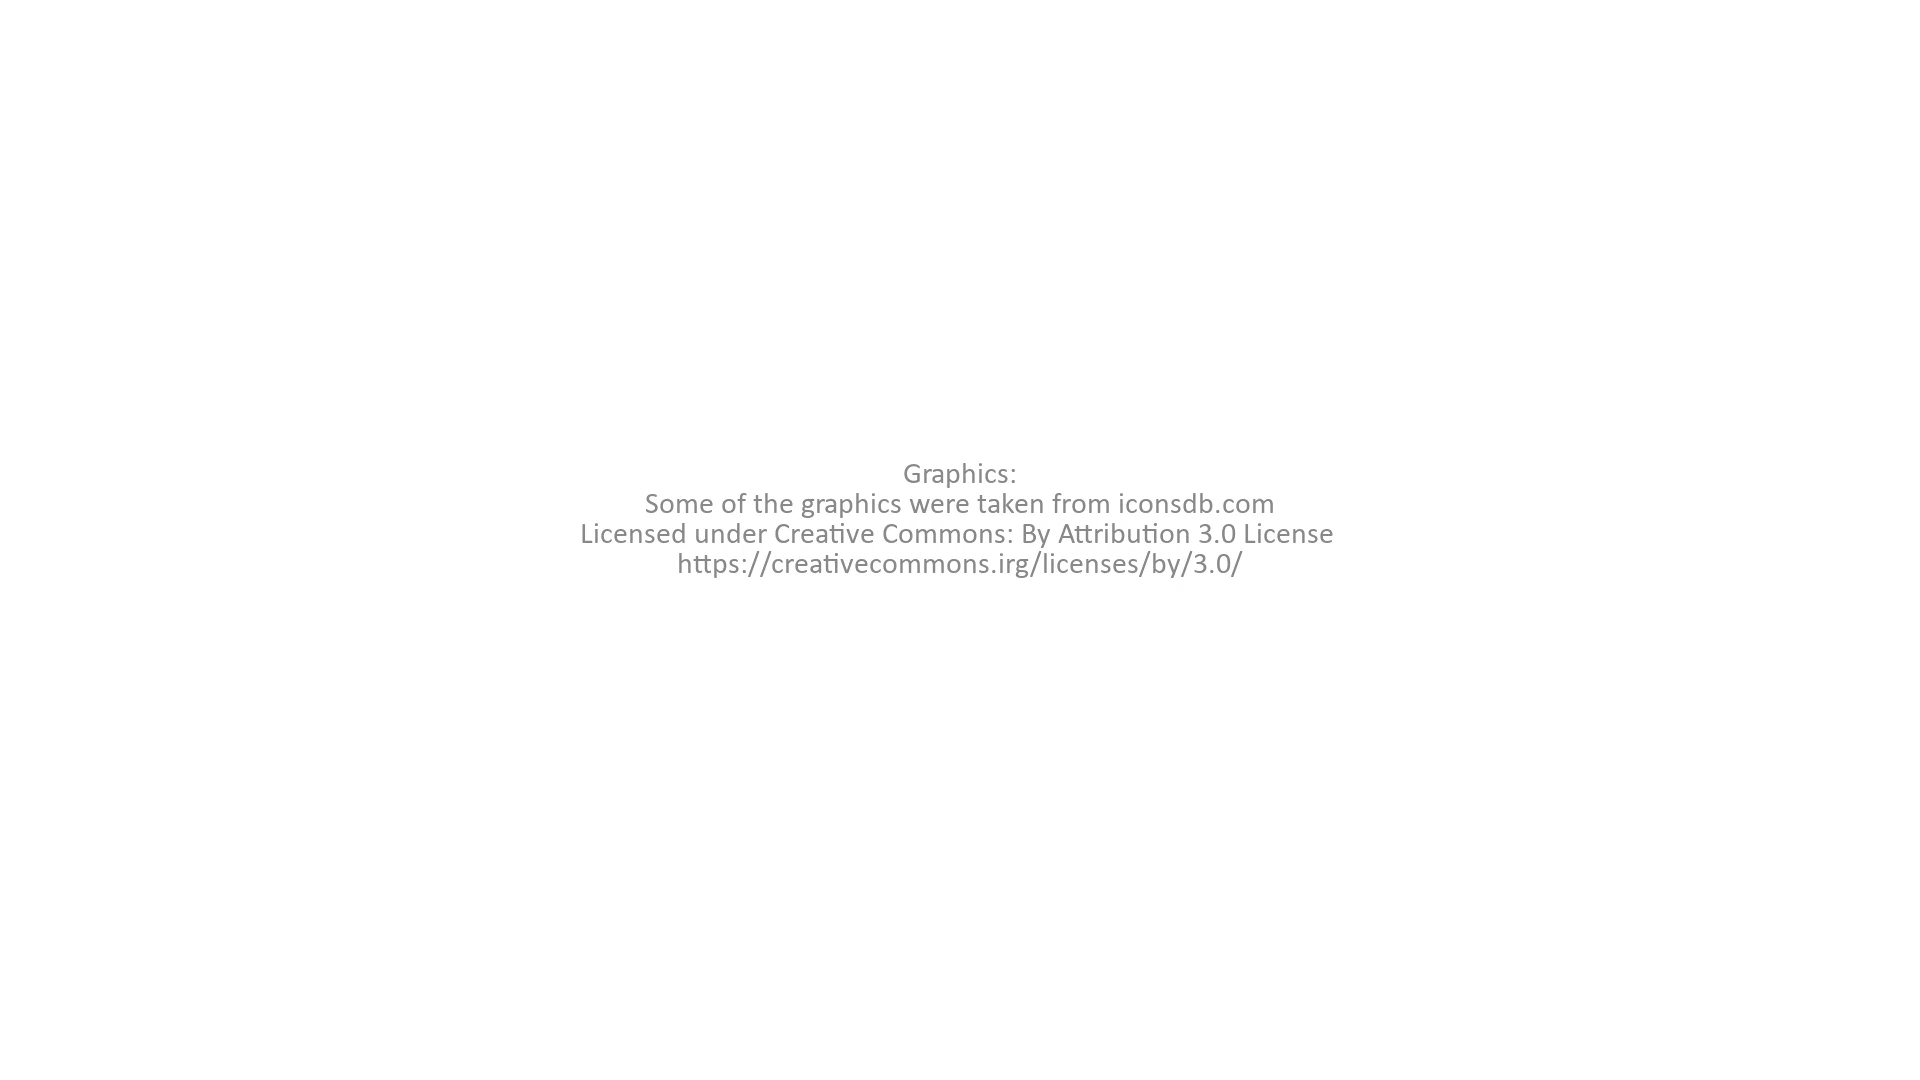 Graphics:
Some of the graphics were taken from iconsdb.com
Licensed under Creative Commons: By Attribution 3.0 License
https://creativecommons.irg/licenses/by/3.0/